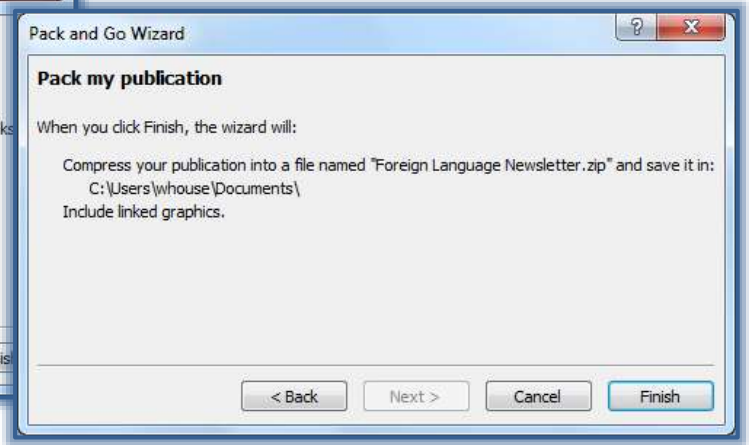 Pack and Go Wizard
Pack my publication
When you click Finish, the wizard will:
Compress your publication into a file named "Foreign Language Newsletter.zip" and save it in:
C:\Users\whouse\Documents\
Include linked graphics.
< Back Next > Cancel Finish